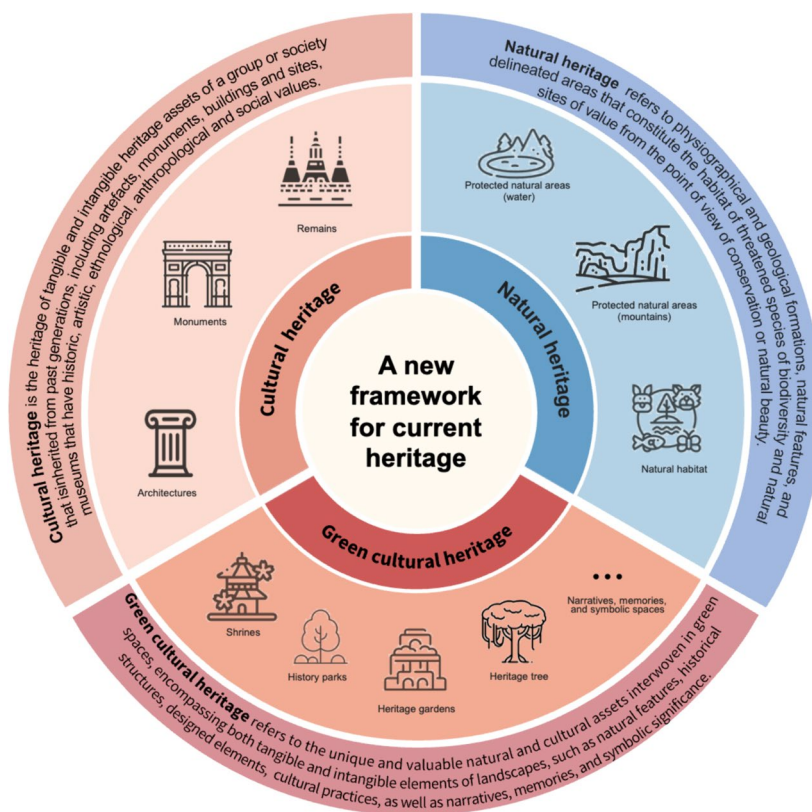 Cultural heritage is the heritage of tangible and intangible heritage assets of a group or society
that isinherited from past generations, including artefacts, monuments, buildings and sites,
museums that have historic, artistic, ethnological, anthropological and social values.
Natural heritage refers to physiographical and geological formations, natural features, and
delineated areas that constitute the habitat of threatened species of biodiversity and natural
sites of value from the point of view of conservation or natural beauty.
Remains
Monuments
Architectures
Cultural heritage
Protected natural areas
(water)
Protected natural areas
(mountains)
Natural habitat
Natural heritage
A new
framework
for current
heritage
Green cultural heritage
Shrines
History parks
Heritage gardens
Heritage tree
•••
Narratives, memories,
and symbolic spaces
Green cultural heritage refers to the unique and valuable natural and cultural assets interwoven in green
spaces, encompassing both tangible and intangible elements of landscapes, such as natural features, historical
structures, designed elements, cultural practices, as well as narratives, memories, and symbolic significance.